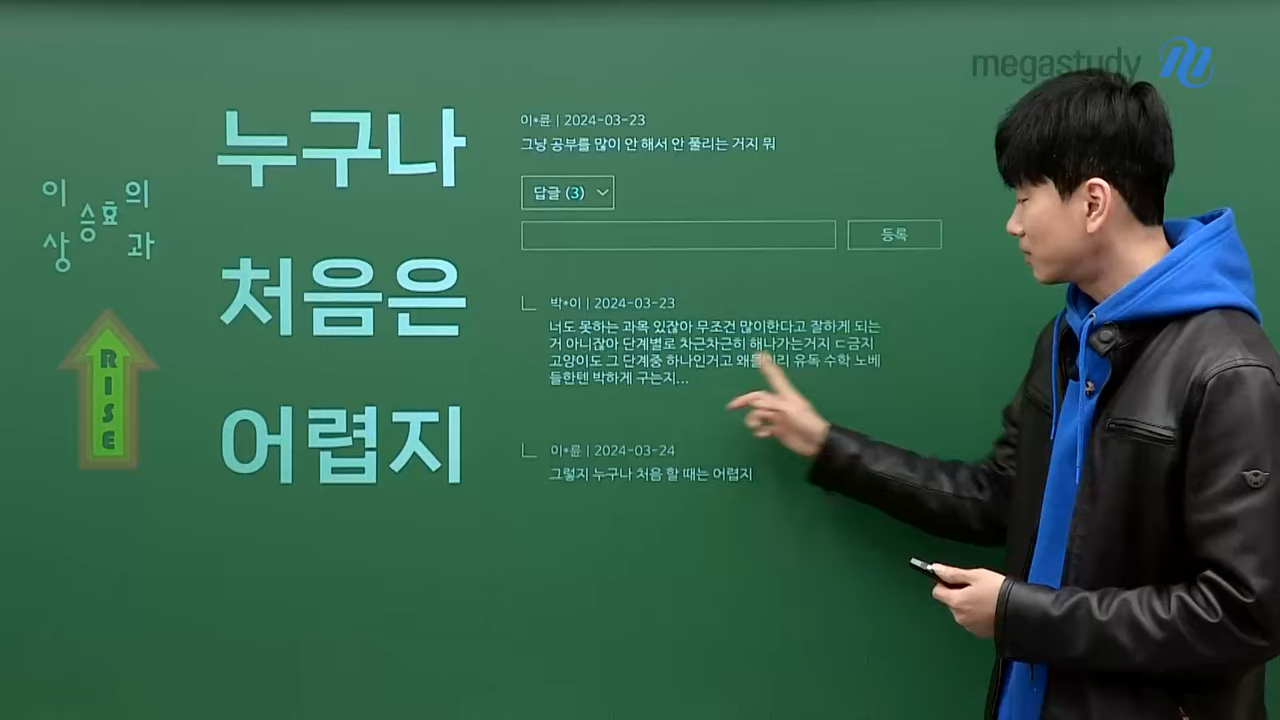 megastudy
이승효의
상과
RISE
누구나
처음은
어렵지
이*륜 | 2024-03-23
그냥 공부를 많이 안 해서 안 풀리는 거지 뭐
답글 (3)
등록
박*이 | 2024-03-23
너도 못하는 과목 있잖아 무조건 많이한다고 잘하게 되는
거 아니잖아 단계별로 차근차근히 해나가는거지 ㄷ금지
고양이도 그 단계중 하나인거고 유독 수학 노베
들한텐 박하게 구는지...
이*륜 | 2024-03-24
그렇지 누구나 처음 할 때는 어렵지